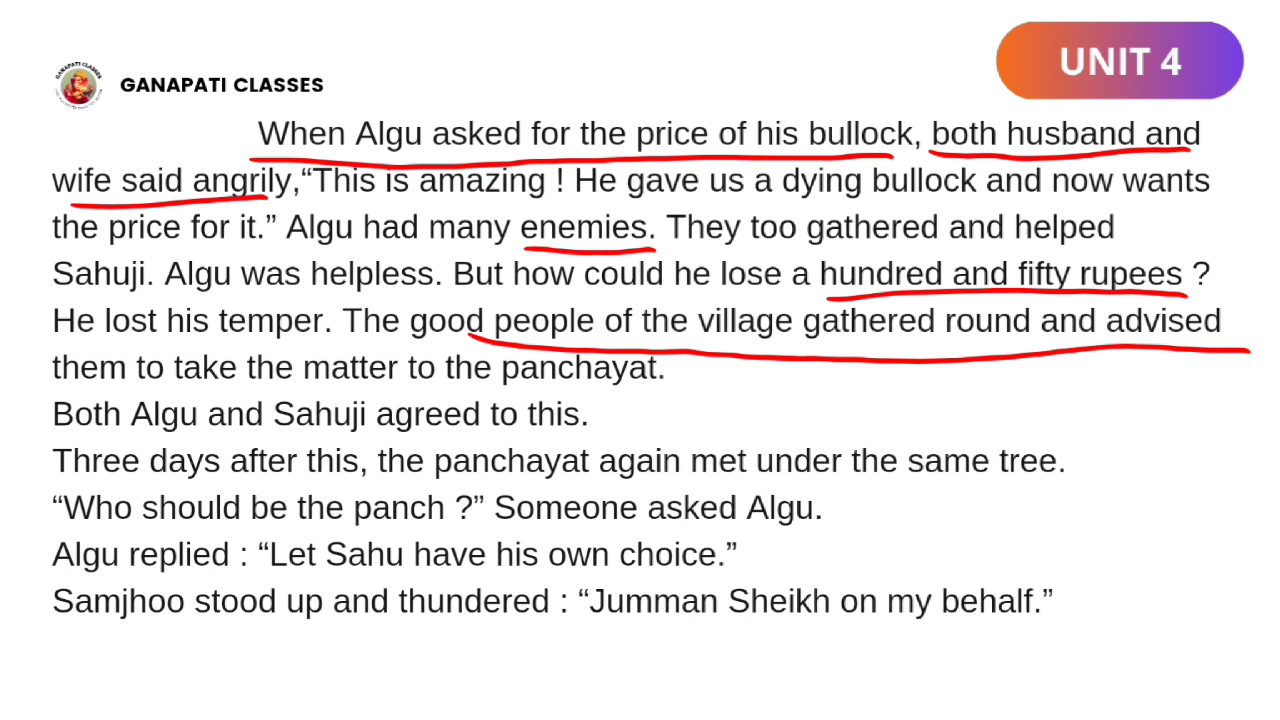 UNIT 4
GANAPATI CLASSES
GANAPATI CLASSES
When Algu asked for the price of his bullock, both husband and
wife said angrily,“This is amazing ! He gave us a dying bullock and now wants
the price for it.” Algu had many enemies. They too gathered and helped
Sahuji. Algu was helpless. But how could he lose a hundred and fifty rupees ?
He lost his temper. The good people of the village gathered round and advised
them to take the matter to the panchayat.
Both Algu and Sahuji agreed to this.
Three days after this, the panchayat again met under the same tree.
“Who should be the panch ?” Someone asked Algu.
Algu replied : “Let Sahu have his own choice.”
Samjhoo stood up and thundered : “Jumman Sheikh on my behalf.”